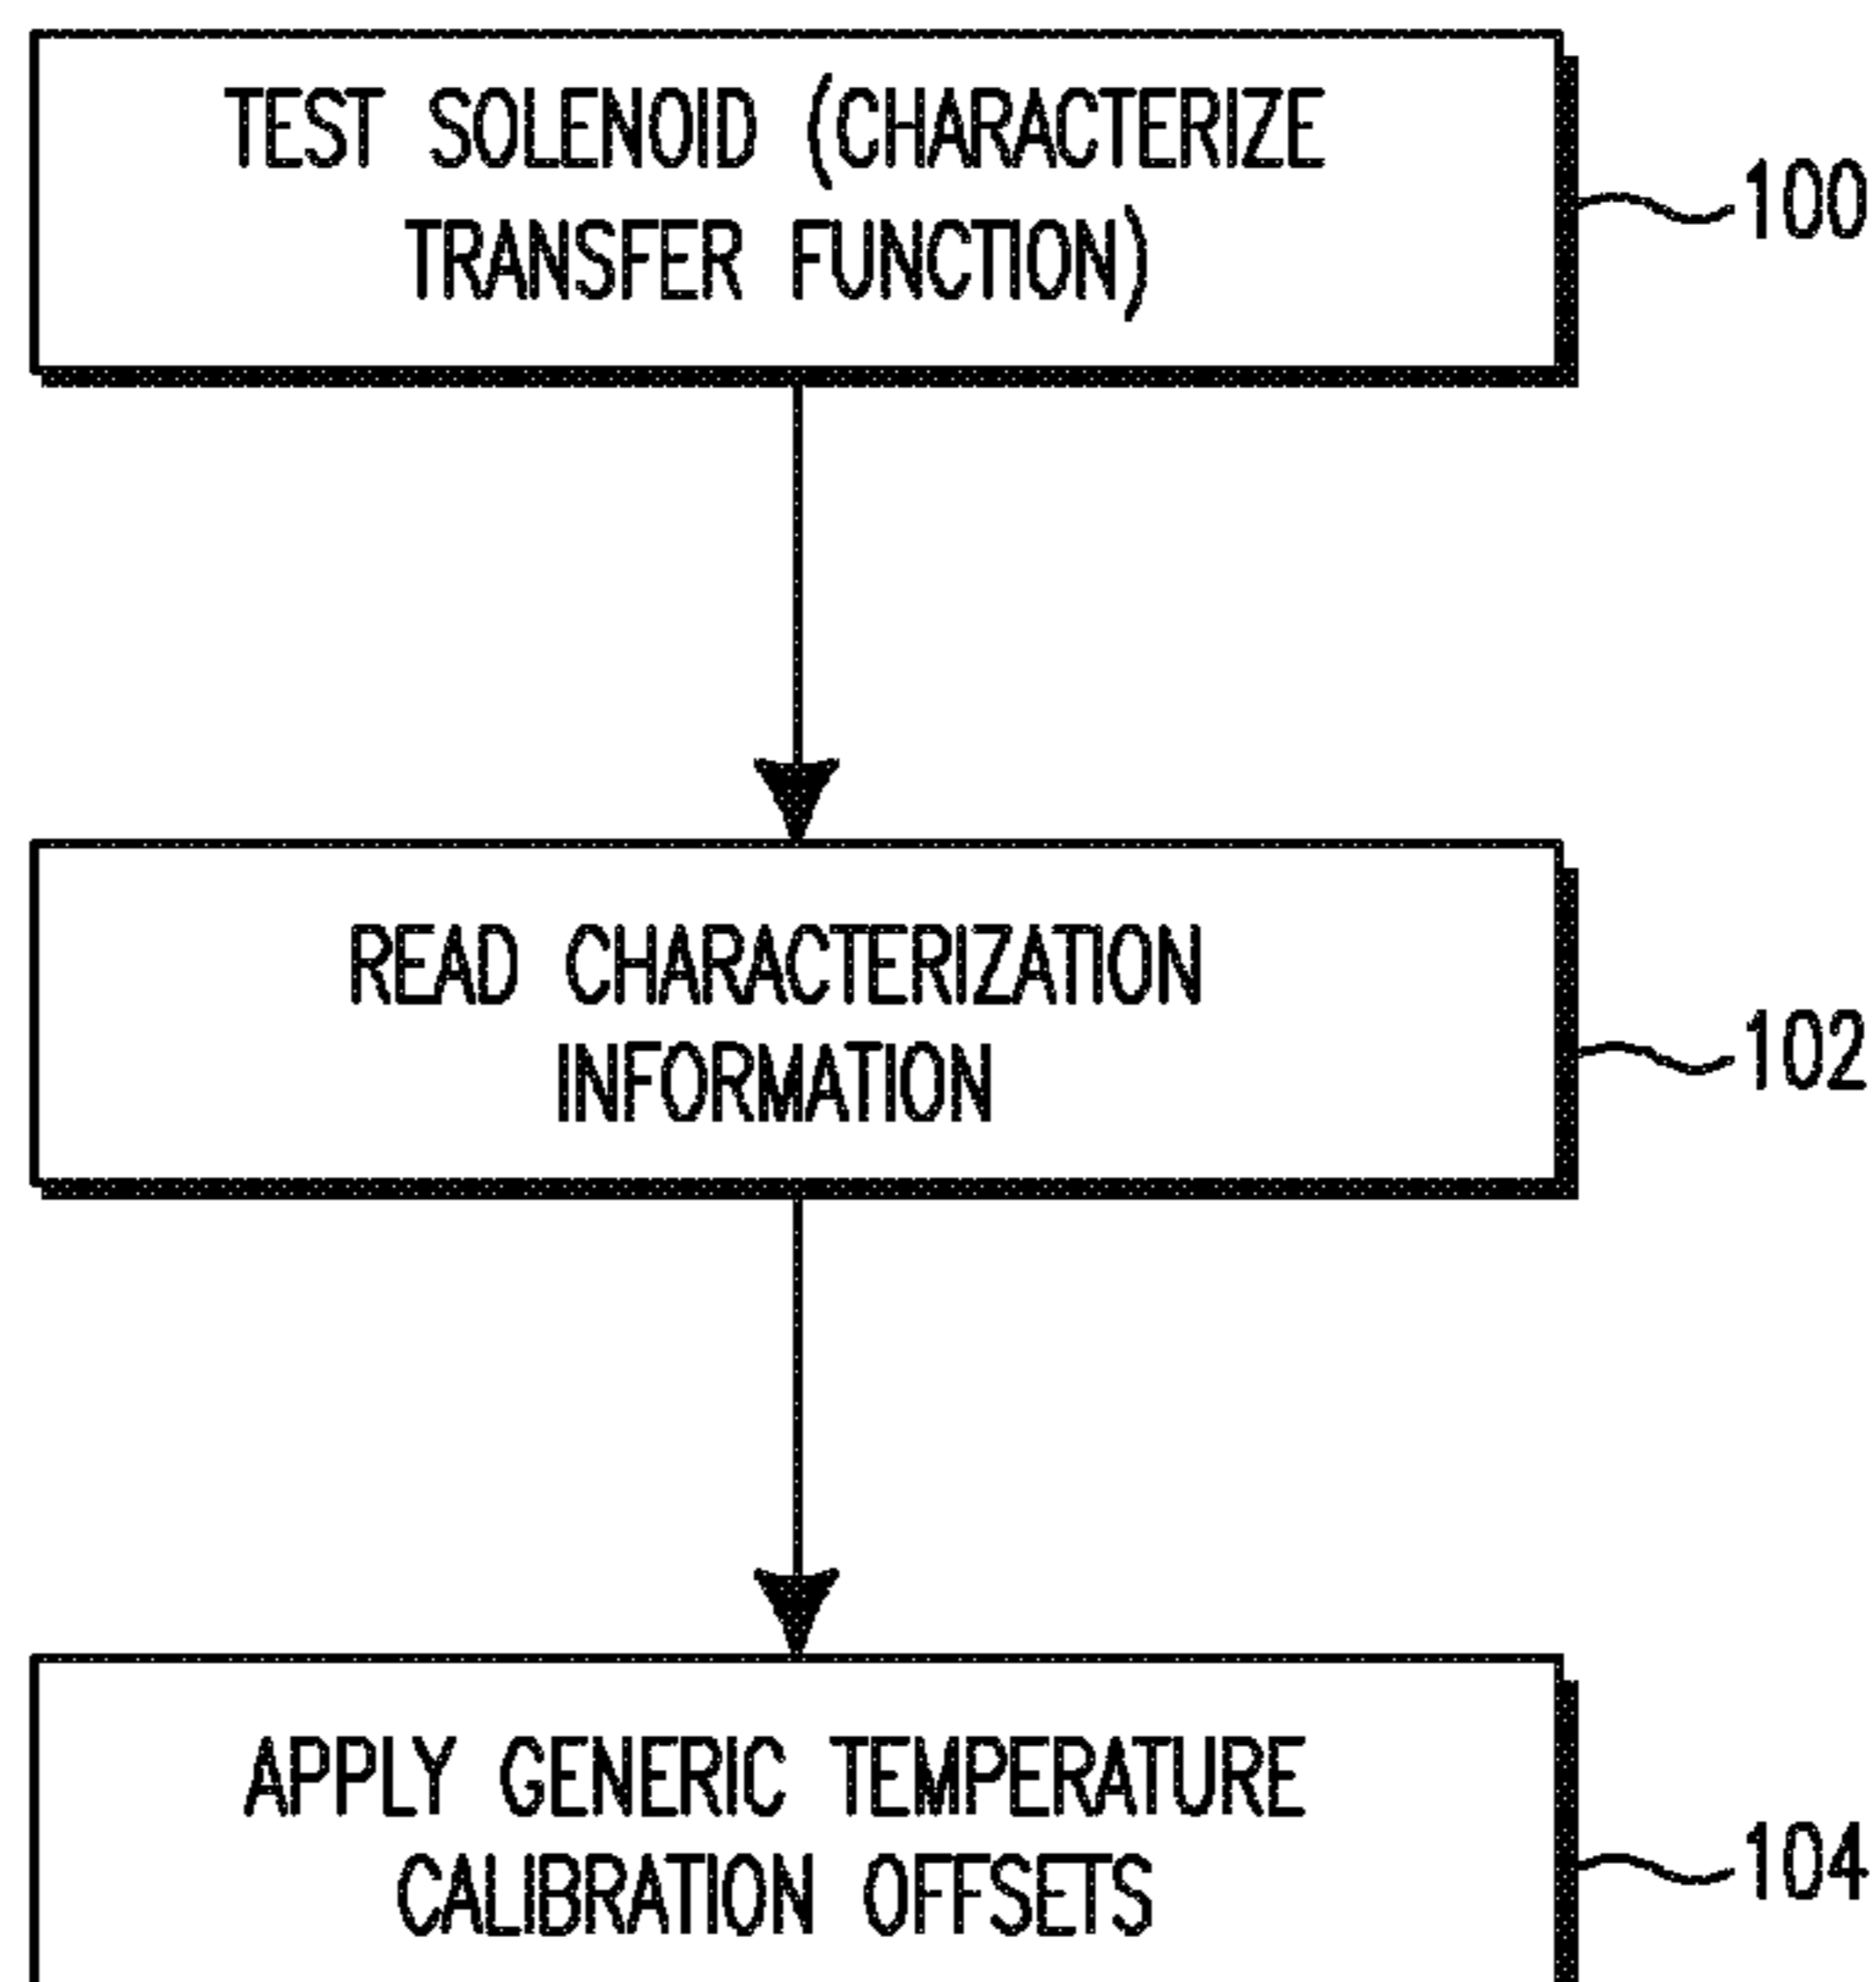 TEST SOLENOID (CHARACTERIZE
TRANSFER FUNCTION)
100
READ CHARACTERIZATION
INFORMATION
102
APPLY GENERIC TEMPERATURE
CALIBRATION OFFSETS
104